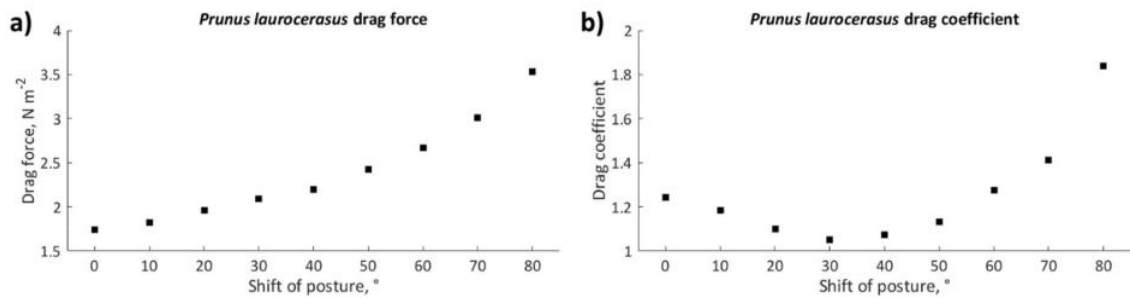 a)
Prunus laurocerasus drag force
4
3.5
3
2.5
2
1.5
Drag force, N m-2
0 10 20 30 40 50 60 70 80
Shift of posture, °
b)
Prunus laurocerasus drag coefficient
2
1.8
1.6
1.4
1.2
1
Drag coefficient
0 10 20 30 40 50 60 70 80
Shift of posture, °